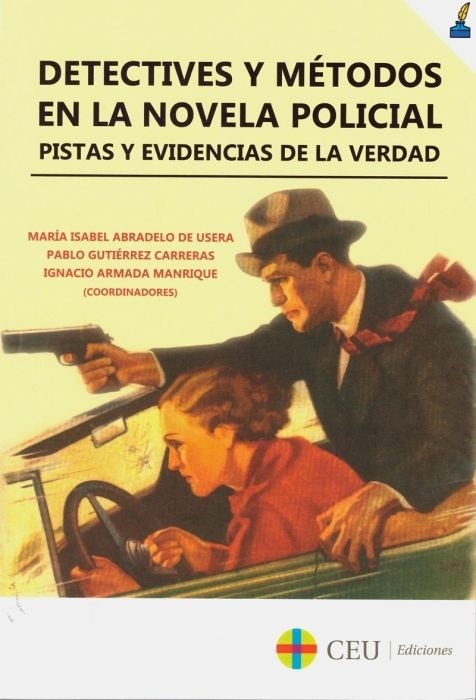 DETECTIVES Y MÉTODOS
EN LA NOVELA POLICIAL
PISTAS Y EVIDENCIAS DE LA VERDAD
MARÍA ISABEL ABRADELO DE USERA
PABLO GUTIÉRREZ CARRERAS
IGNACIO ARMADA MANRIQUE
(COORDINADORES)
CEU | Ediciones